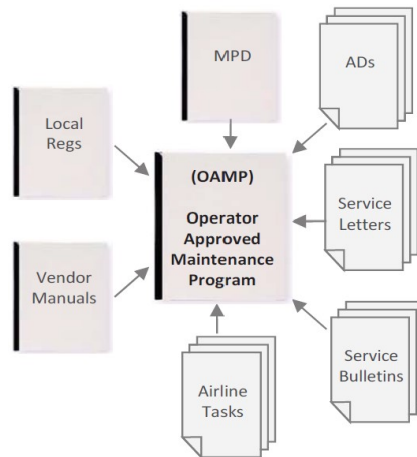 MPD
ADs
Local
Regs
(OAMP)
Operator
Approved
Maintenance
Program
Service
Letters
Vendor
Manuals
Airline
Tasks
Service
Bulletins